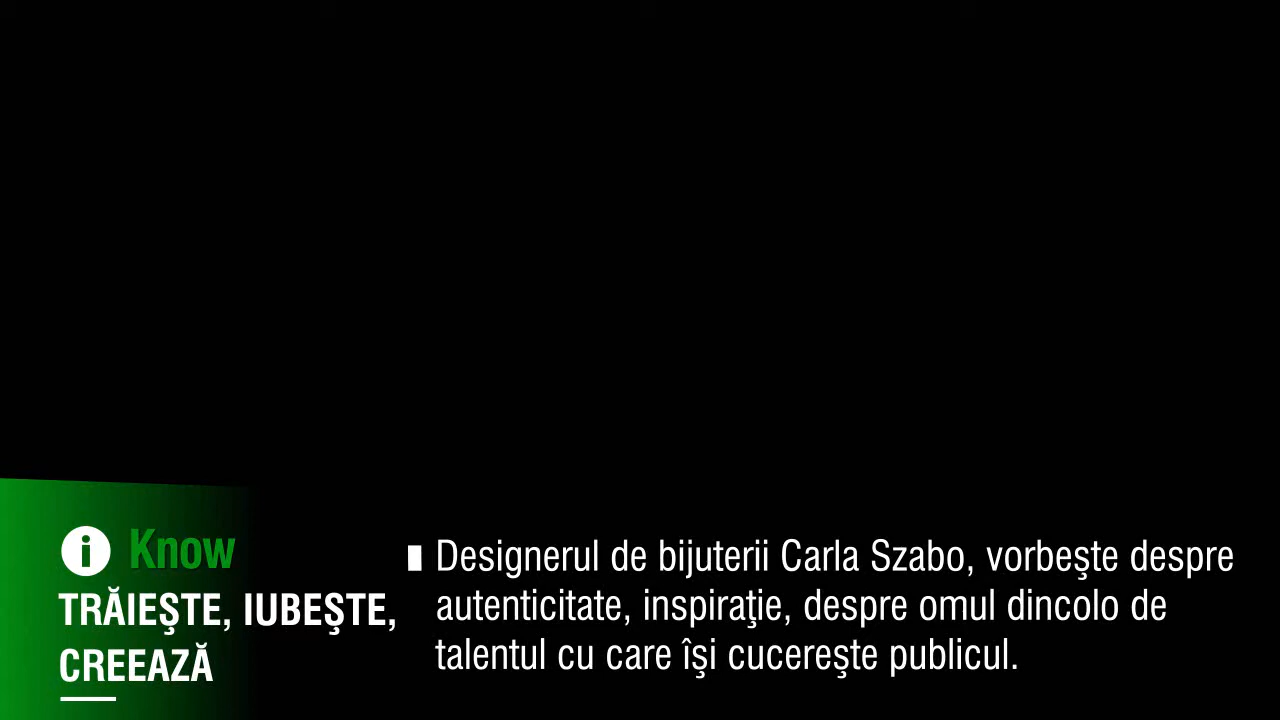 i Know
TRĂIEŞTE, IUBEŞTE,
CREEAZĂ
Designerul de bijuterii Carla Szabo, vorbeşte despre
autenticitate, inspiraţie, despre omul dincolo de
talentul cu care îşi cucereşte publicul.